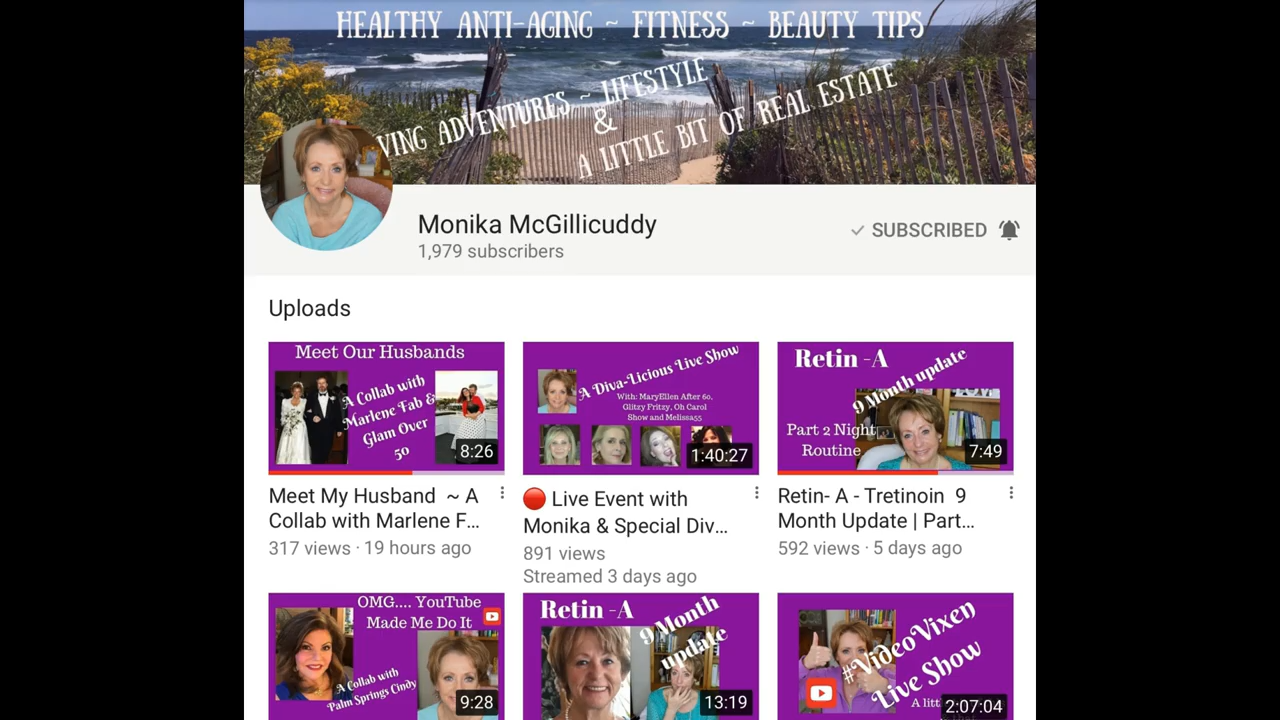 HEALTHY ANTI-AGING ~ FITNESS ~ BEAUTY TIPS
ADVENTURES ~ LIFESTYLE
&
A LITTLE BIT OF REAL ESTATE
Monika McGillicuddy
1,979 subscribers
SUBSCRIBED
Uploads
Meet Our Husbands
A Collab with
Marlene Fab &
Glam Over
50
8:26
Meet My Husband ~ A
Collab with Marlene F...
317 views · 19 hours ago
A Diva-Licious Live Show
With: MaryEllen After 60,
Glitzy Fritzy, Oh Carol
Show and Melissa55
1:40:27
Live Event with
Monika & Special Div...
891 views
Streamed 3 days ago
Retin -A
9 Month update
Part 2 Night
Routine
7:49
Retin- A - Tretinoin 9
Month Update | Part...
592 views · 5 days ago
OMG.... YouTube
Made Me Do It
A Collab with
Palm Springs Cindy
9:28
Retin -A
9 Month
update
13:19
#VideoVixen
Live Show
2:07:04